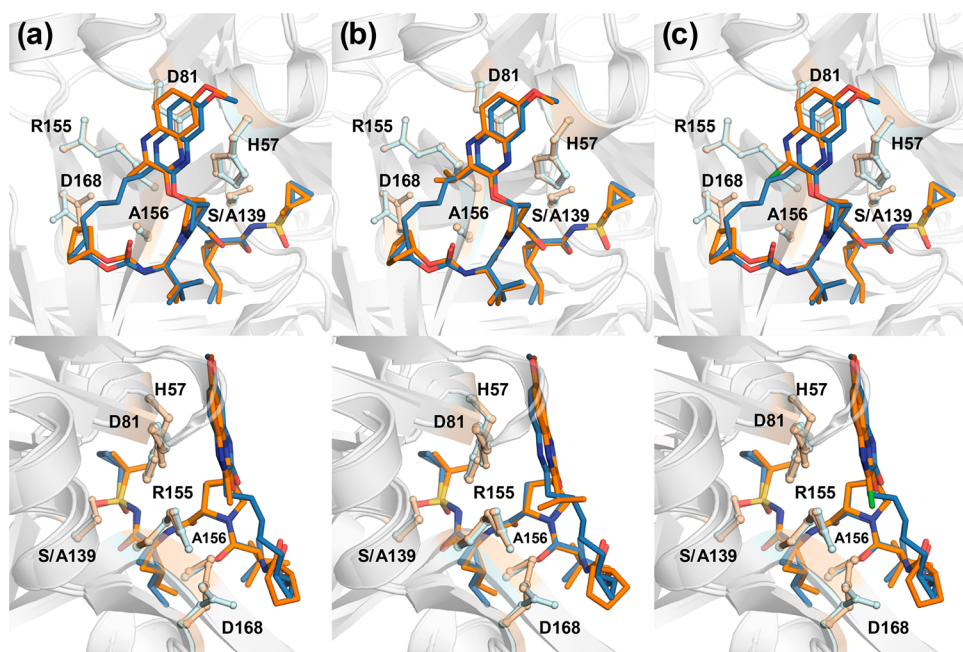 (a) (b) (c)
D81 D81 D81
R155 R155 R155
H57 H57 H57
D168 D168 D168
A156 S/A139 A156 S/A139 A156 S/A139
H57 H57 H57
D81 D81 D81
R155 R155 R155
S/A139 A156 S/A139 A156 S/A139 A156
D168 D168 D168